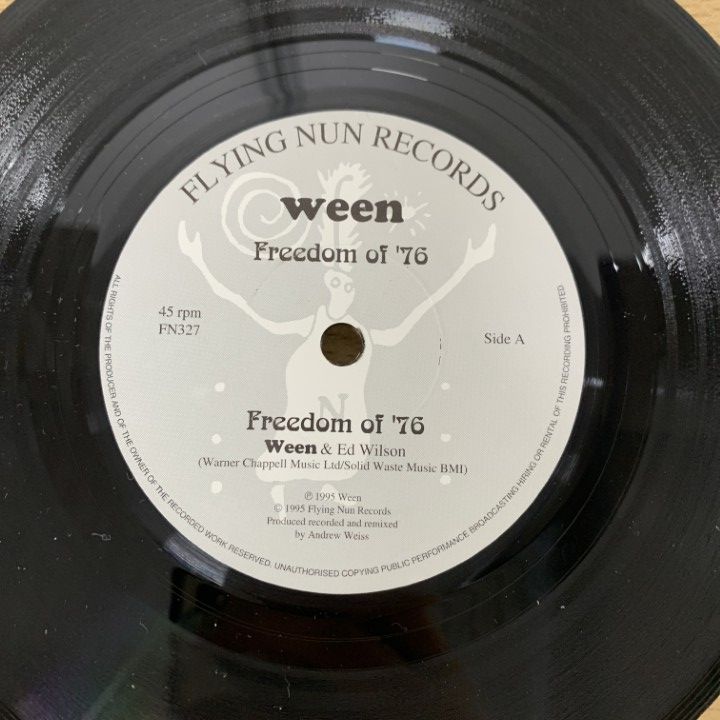 FLYING NUN RECORDS
ween
Freedom of '76
45 rpm
FN327
Side A
N
Freedom of '76
Ween & Ed Wilson
(Warner Chappell Music Ltd/Solid Waste Music BMI)
℗ 1995 Ween
© 1995 Flying Nun Records
Produced recorded and remixed
by Andrew Weiss
ALL RIGHTS OF THE PRODUCER AND OF THE OWNER OF THE RECORDED WORK RESERVED. UNAUTHORISED COPYING PUBLIC PERFORMANCE BROADCASTING HIRING OR RENTAL OF THIS RECORDING PROHIBITED